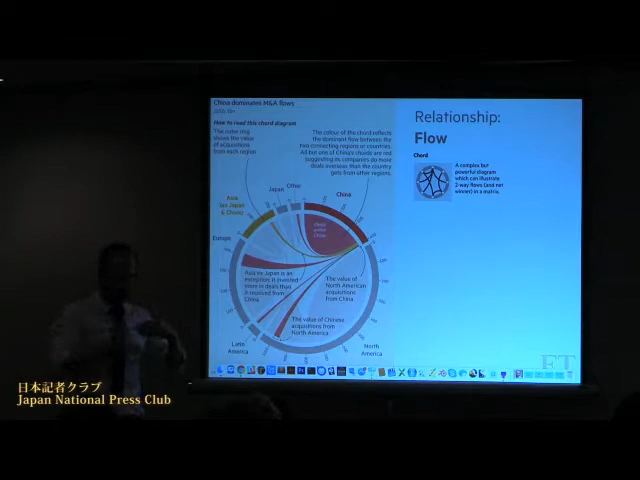 China dominates M&A flows
How to read this chord diagram
The outer ring
shows the value
of acquisitions
from each region
The colour of the chord reflects
the dominant flow between the
two connecting regions or countries.
All but one of China's chords are red
suggesting its companies do more
deals overseas than the country
gets from other regions.
Relationship:
Flow
Chord
A complex but
powerful diagram
which can illustrate
2-way flows (and net
winner) in a matrix.
Japan
Other
China
Asia
(ex Japan
& China)
Europe
Asia ex Japan is an
exception: it invested
more in deals than
it received from
China
The value of
North American
acquisitions
from China
The value of Chinese
acquisitions from
North America
Latin
America
North
America
FT
日本記者クラブ
Japan National Press Club